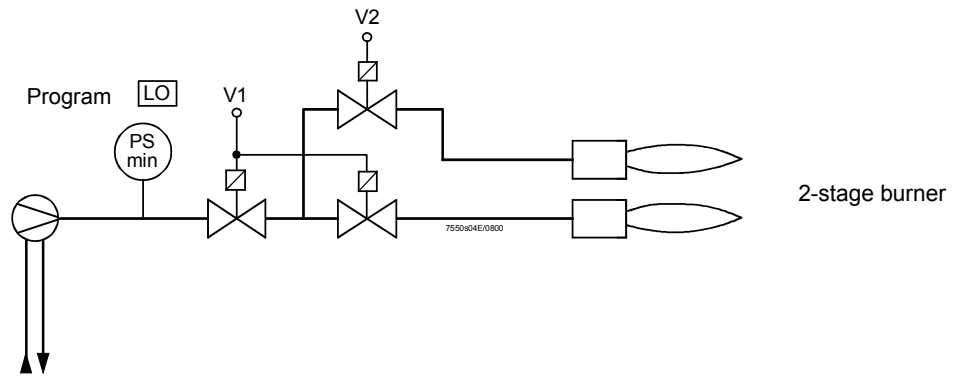 V2
Program LO
V1
PS
min
2-stage burner
7550s04E/0800